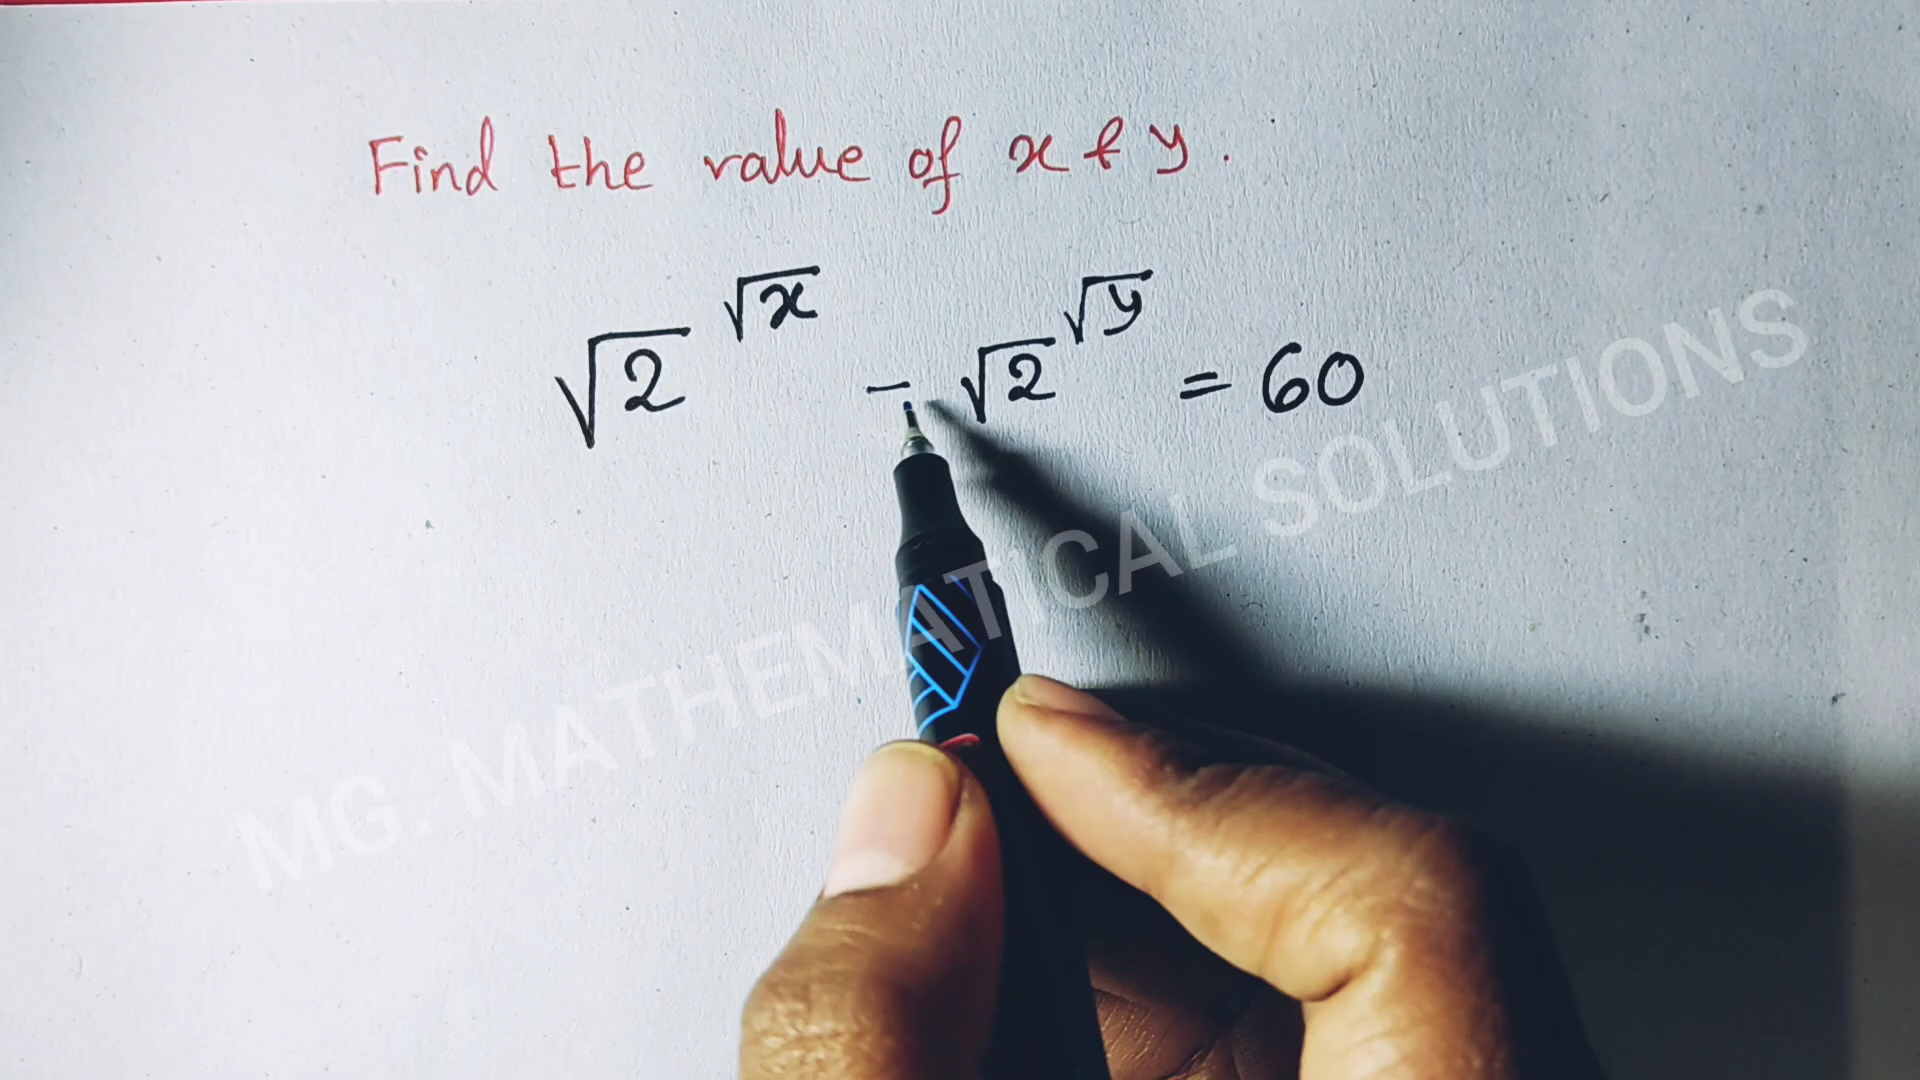 Find the value of x & y.
√2^√x - √2^√y = 60
MG. MATHEMATICAL SOLUTIONS